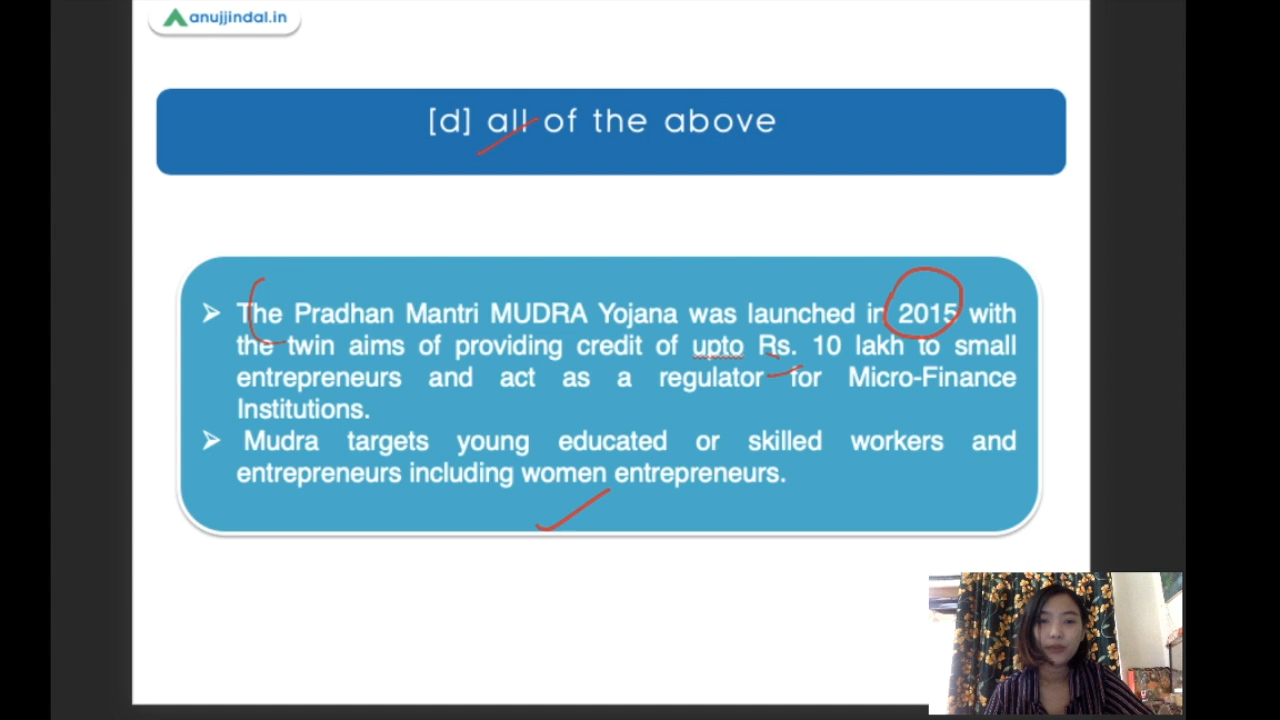 anujjindal.in
[d] all of the above
➤ The Pradhan Mantri MUDRA Yojana was launched in 2015 with
the twin aims of providing credit of upto Rs. 10 lakh to small
entrepreneurs and act as a regulator for Micro-Finance
Institutions.
➤ Mudra targets young educated or skilled workers and
entrepreneurs including women entrepreneurs.